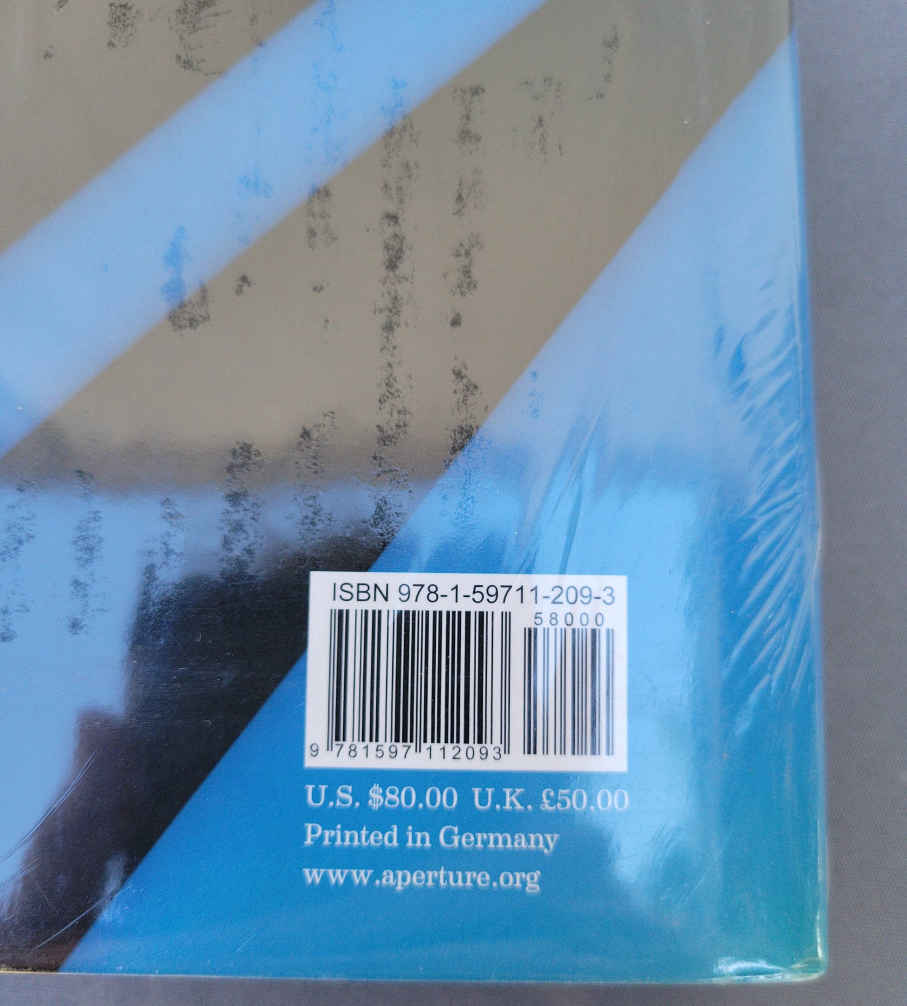 ISBN 978-1-59711-209-3
58000
9 781597 112093
U.S. $80.00 U.K. £50.00
Printed in Germany
www.aperture.org